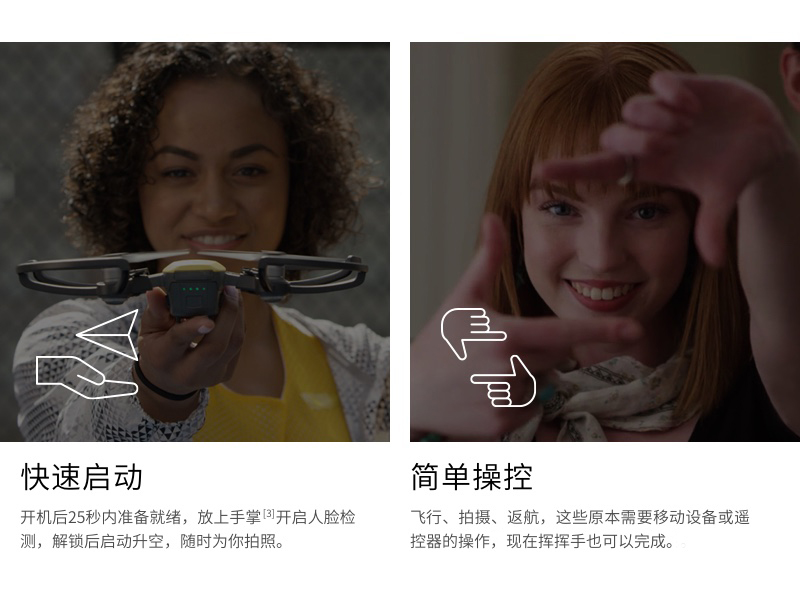 快速启动
开机后25秒内准备就绪，放上手掌[3]开启人脸检
测，解锁后启动升空，随时为你拍照。
简单操控
飞行、拍摄、返航，这些原本需要移动设备或遥
控器的操作，现在挥挥手也可以完成。